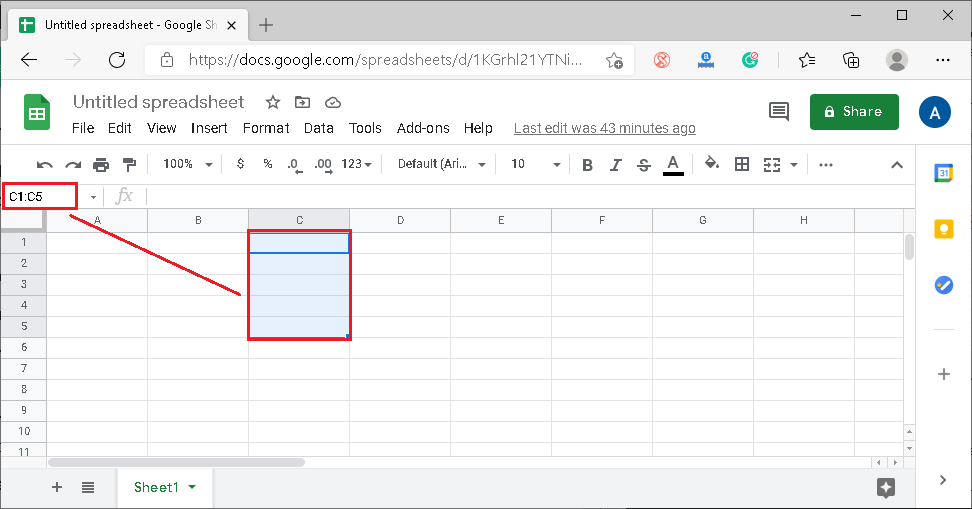 Untitled spreadsheet - Google Sh
https://docs.google.com/spreadsheets/d/1KGrhl21YTNi...
Untitled spreadsheet
File Edit View Insert Format Data Tools Add-ons Help Last edit was 43 minutes ago
Share
A
100% $ % .0 .00 123 Default (Ari... 10 B I S A
31
C1:C5 fx
A B C D E F G H
1
2
3
4
5
6
7
8
9
10
11
Sheet1